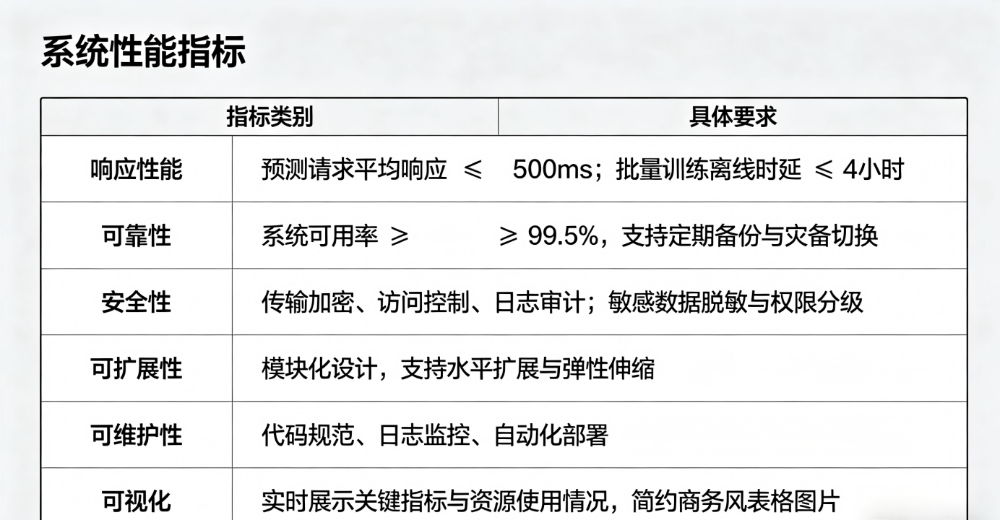 系统性能指标
指标类别 具体要求
响应性能 预测请求平均响应 ≤ 500ms；批量训练离线时延 ≤ 4小时
可靠性 系统可用率 ≥ ≥ 99.5%，支持定期备份与灾备切换
安全性 传输加密、访问控制、日志审计；敏感数据脱敏与权限分级
可扩展性 模块化设计，支持水平扩展与弹性伸缩
可维护性 代码规范、日志监控、自动化部署
可视化 实时展示关键指标与资源使用情况，简约商务风表格图片